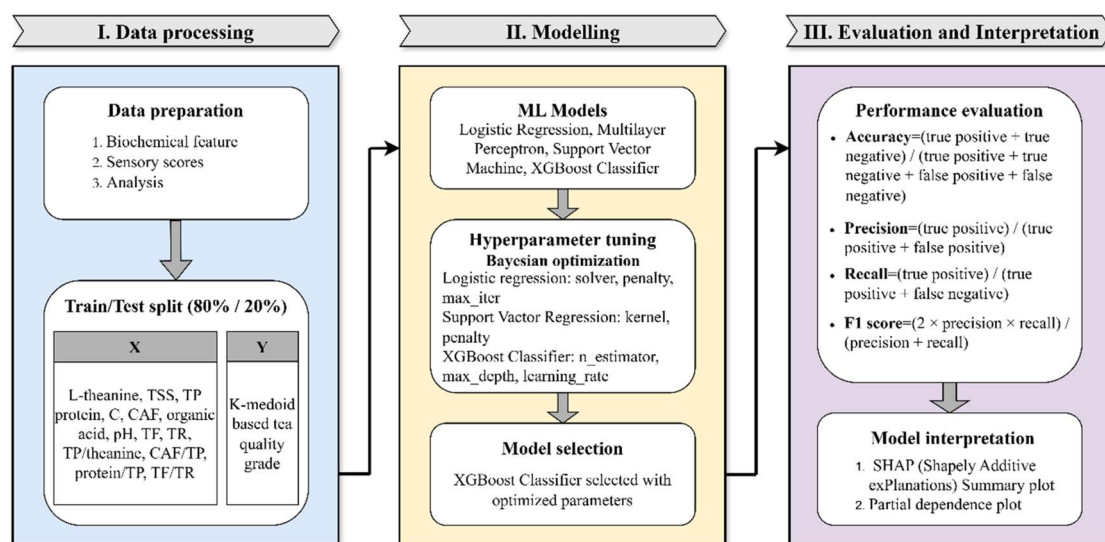 I. Data processing
Data preparation
1. Biochemical feature
2. Sensory scores
3. Analysis
Train/Test split (80% / 20%)
X
L-theanine, TSS, TP
protein, C, CAF, organic
acid, pH, TF, TR,
TP/theanine, CAF/TP,
protein/TP, TF/TR
Y
K-medoid
based tea
quality
grade
II. Modelling
ML Models
Logistic Regression, Multilayer
Perceptron, Support Vector
Machine, XGBoost Classifier
Hyperparameter tuning
Bayesian optimization
Logistic regression: solver, penalty,
max_iter
Support Vactor Regression: kernel,
penalty
XGBoost Classifier: n_estimator,
max_depth, learning_rate
Model selection
XGBoost Classifier selected with
optimized parameters
III. Evaluation and Interpretation
Performance evaluation
• Accuracy=(true positive + true
negative) / (true positive + true
negative + false positive + false
negative)
• Precision=(true positive) / (true
positive + false positive)
• Recall=(true positive) / (true
positive + false negative)
• F1 score=(2 × precision × recall) /
(precision + recall)
Model interpretation
1. SHAP (Shapely Additive
exPlanations) Summary plot
2. Partial dependence plot